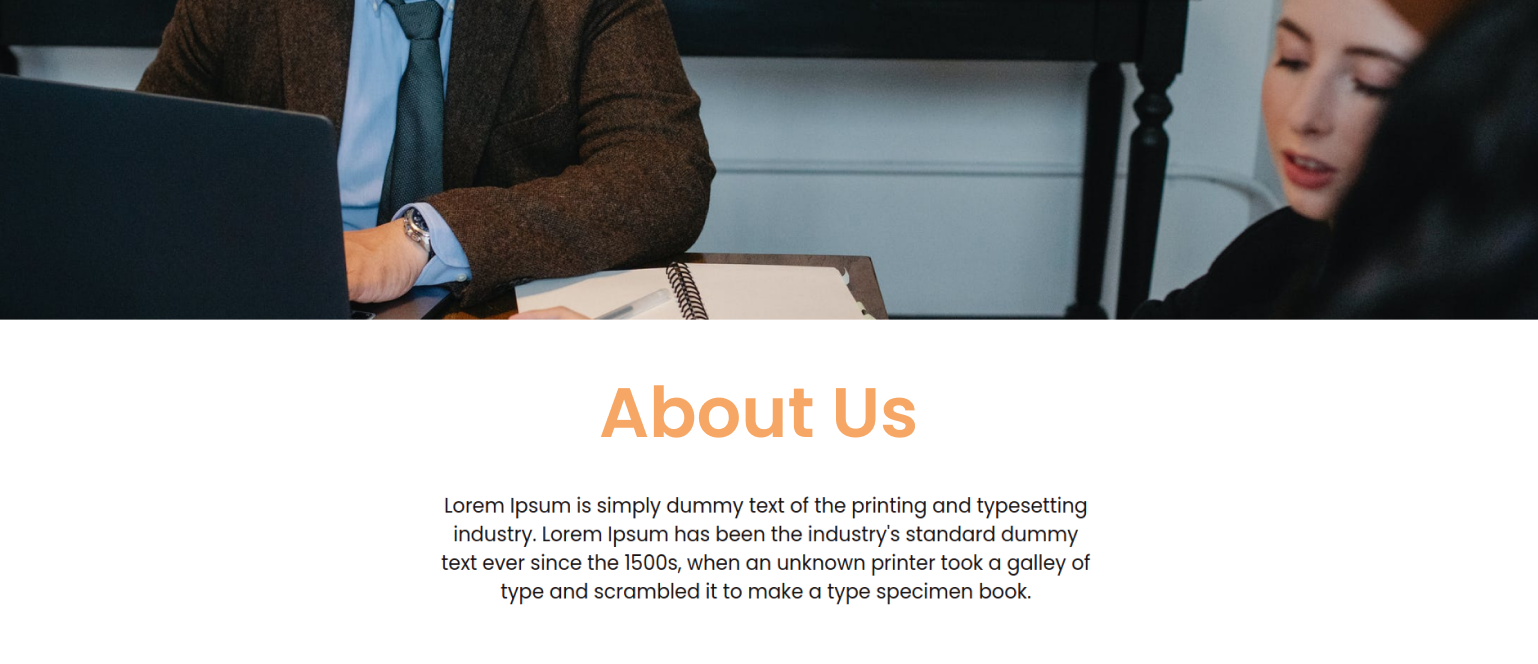 About Us
Lorem Ipsum is simply dummy text of the printing and typesetting
industry. Lorem Ipsum has been the industry's standard dummy
text ever since the 1500s, when an unknown printer took a galley of
type and scrambled it to make a type specimen book.